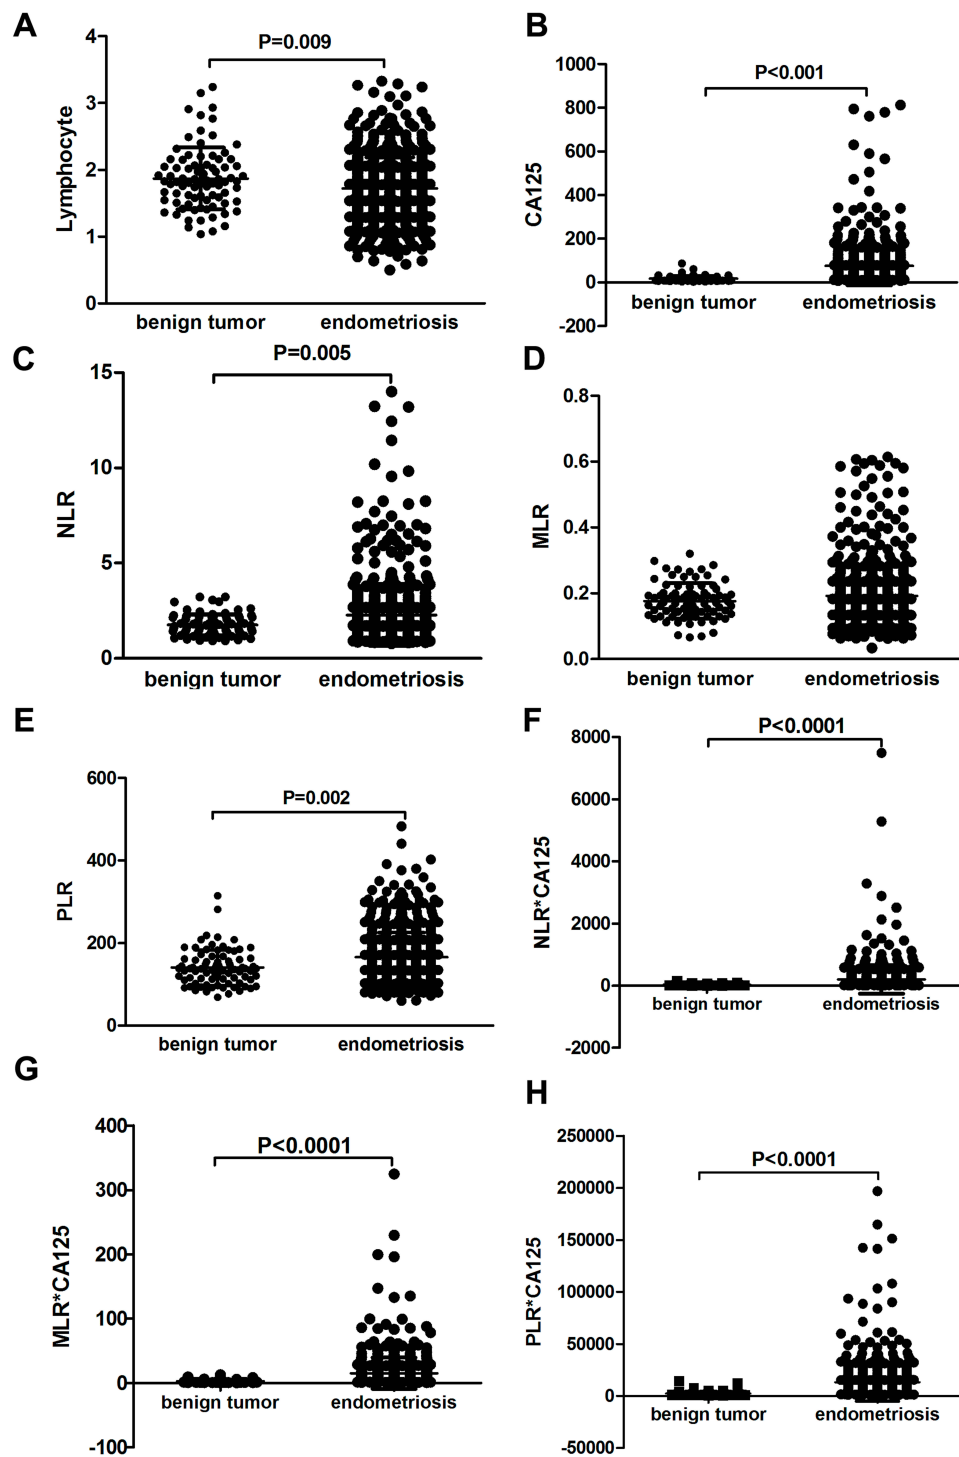 A
P=0.009
4
3
2
1
0
Lymphocyte
benign tumor
endometriosis
B
P<0.001
1000
800
600
400
200
0
-200
CA125
benign tumor
endometriosis
C
P=0.005
15
10
5
0
NLR
benign tumor
endometriosis
D
0.8
0.6
0.4
0.2
0.0
MLR
benign tumor
endometriosis
E
P=0.002
600
400
200
0
PLR
benign tumor
endometriosis
F
P<0.0001
8000
6000
4000
2000
0
-2000
NLR*CA125
benign tumor
endometriosis
G
P<0.0001
400
300
200
100
0
-100
MLR*CA125
benign tumor
endometriosis
H
P<0.0001
250000
200000
150000
100000
50000
0
-50000
PLR*CA125
benign tumor
endometriosis